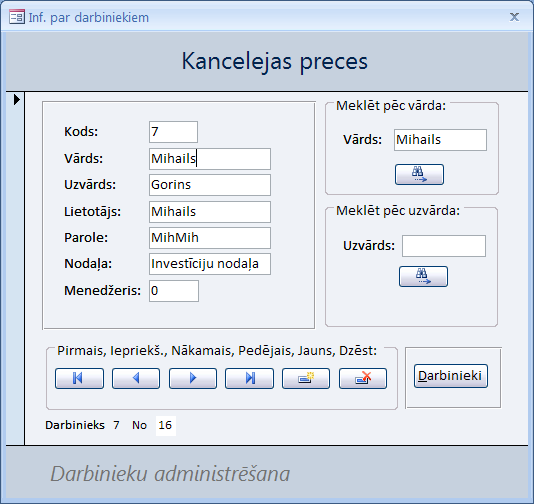 Inf. par darbiniekiem
Kancelejas preces
Kods: 7
Vārds: Mihails
Uzvārds: Gorins
Lietotājs: Mihails
Parole: MihMih
Nodaļa: Investīciju nodaļa
Menedžeris: 0
Meklēt pēc vārda:
Vārds: Mihails
Meklēt pēc uzvārda:
Uzvārds:
Pirmais, Iepriekš., Nākamais, Pedējais, Jauns, Dzēst:
Darbinieki
Darbinieks 7 No 16
Darbinieku administrēšana